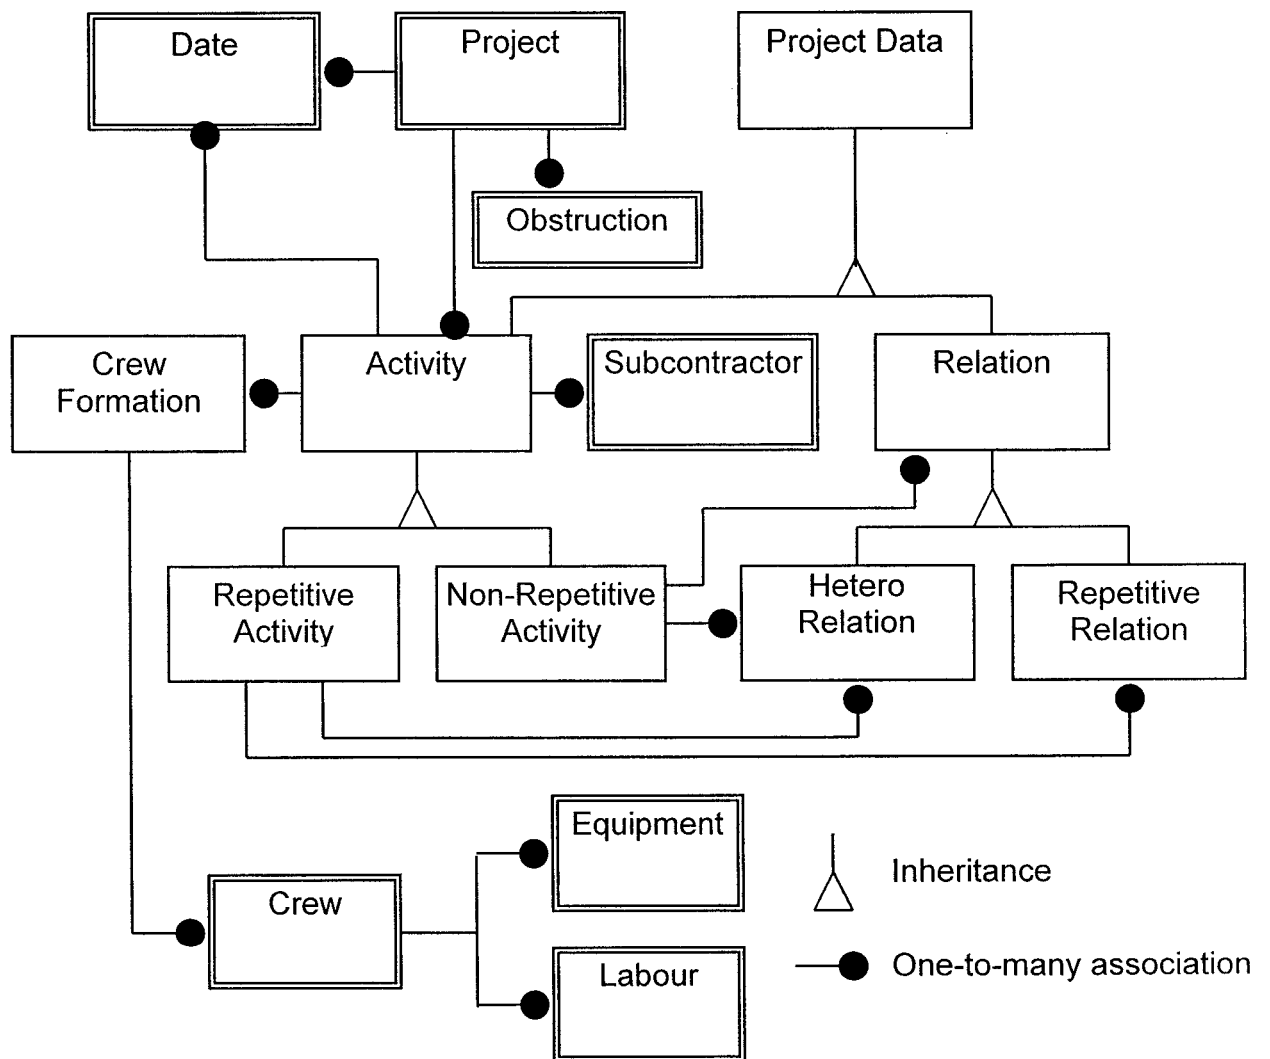 Date
Project
Project Data
Obstruction
Crew
Formation
Activity
Subcontractor
Relation
Repetitive
Activity
Non-Repetitive
Activity
Hetero
Relation
Repetitive
Relation
Equipment
Crew
Labour
Inheritance
One-to-many association